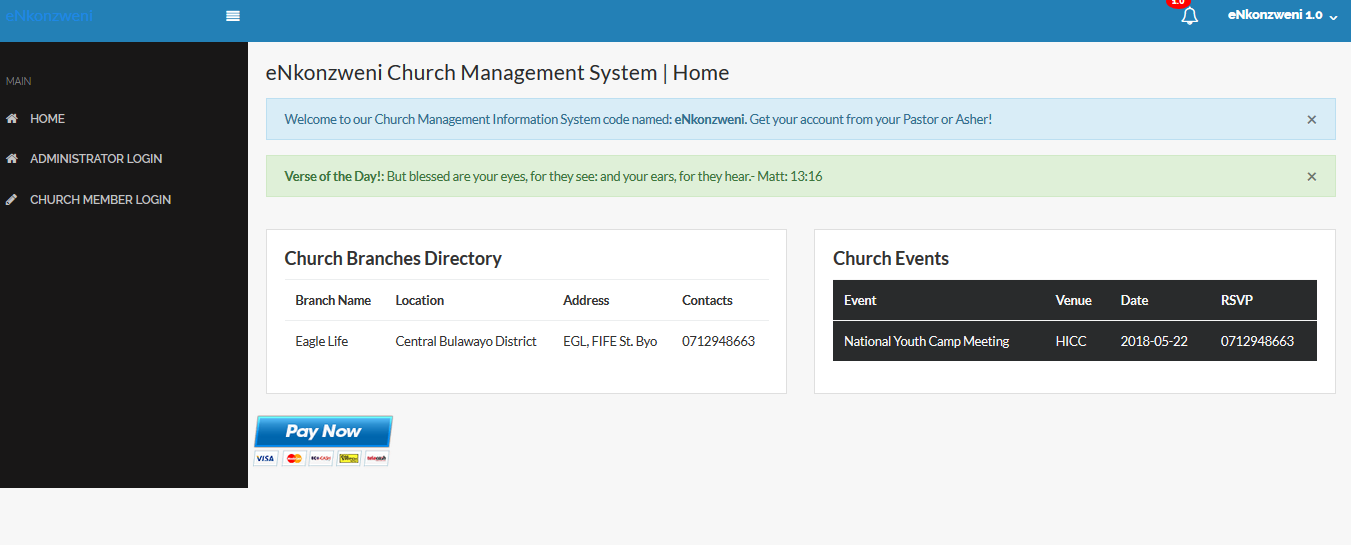 eNkonzweni
1.0
eNkonzweni 1.0
MAIN
HOME
ADMINISTRATOR LOGIN
CHURCH MEMBER LOGIN
eNkonzweni Church Management System | Home
Welcome to our Church Management Information System code named: eNkonzweni. Get your account from your Pastor or Asher! ×
Verse of the Day!: But blessed are your eyes, for they see: and your ears, for they hear.- Matt: 13:16 ×
Church Branches Directory
Branch Name Location Address Contacts
Eagle Life Central Bulawayo District EGL, FIFE St. Byo 0712948663
Church Events
Event Venue Date RSVP
National Youth Camp Meeting HICC 2018-05-22 0712948663
Pay Now
VISA